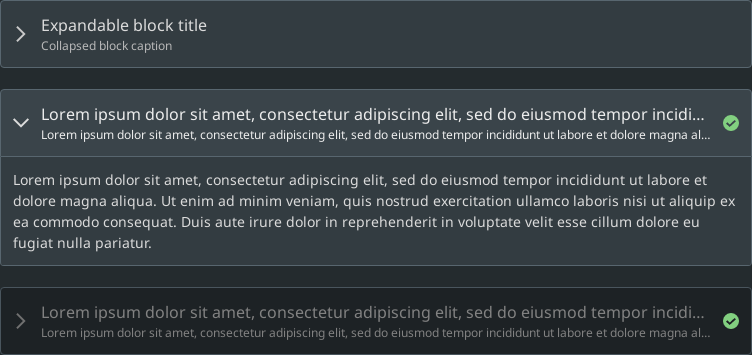 Expandable block title
Collapsed block caption
Lorem ipsum dolor sit amet, consectetur adipiscing elit, sed do eiusmod tempor incidi...
Lorem ipsum dolor sit amet, consectetur adipiscing elit, sed do eiusmod tempor incididunt ut labore et dolore magna al...
Lorem ipsum dolor sit amet, consectetur adipiscing elit, sed do eiusmod tempor incididunt ut labore et
dolore magna aliqua. Ut enim ad minim veniam, quis nostrud exercitation ullamco laboris nisi ut aliquip ex
ea commodo consequat. Duis aute irure dolor in reprehenderit in voluptate velit esse cillum dolore eu
fugiat nulla pariatur.
Lorem ipsum dolor sit amet, consectetur adipiscing elit, sed do eiusmod tempor incidi...
Lorem ipsum dolor sit amet, consectetur adipiscing elit, sed do eiusmod tempor incididunt ut labore et dolore magna al...